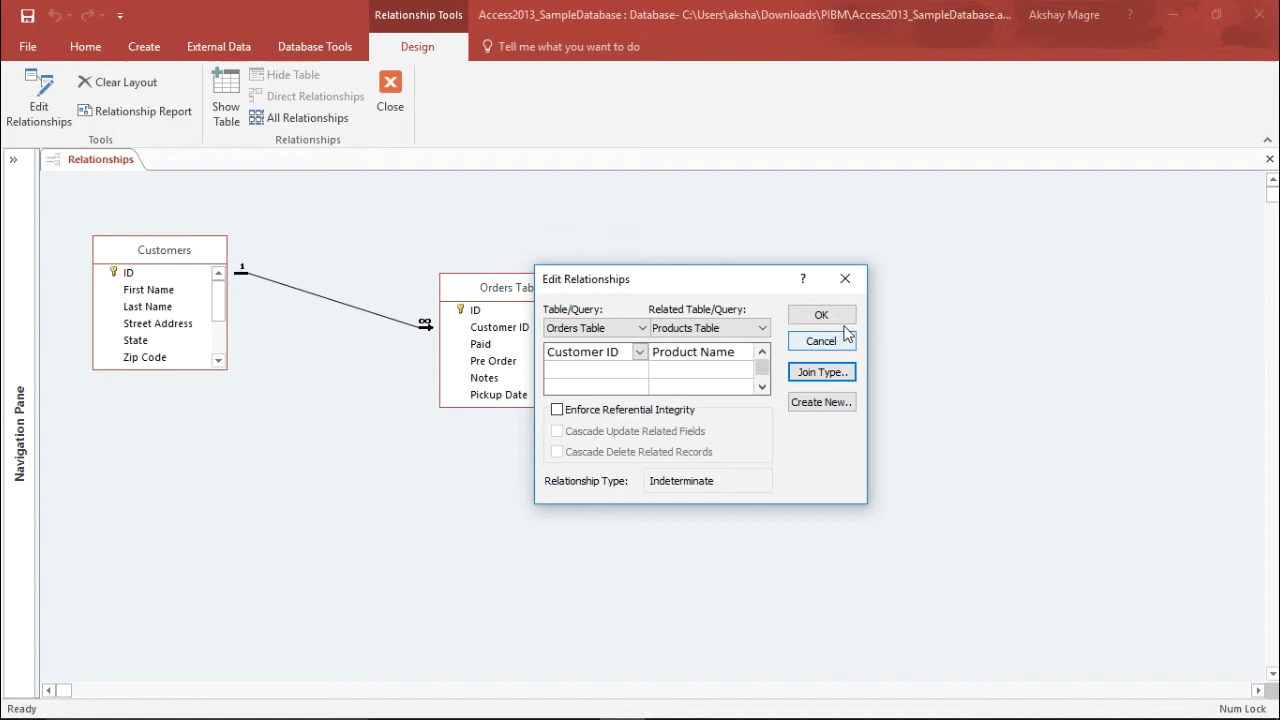 Relationship Tools
Access2013_SampleDatabase : Database- C:\Users\aksha\Downloads\PIBM\Access2013_SampleDatabase.a...
Akshay Magre
?
File
Home
Create
External Data
Database Tools
Design
Tell me what you want to do
Edit
Relationships
Clear Layout
Relationship Report
Tools
Show
Table
Hide Table
Direct Relationships
All Relationships
Relationships
Close
Relationships
Navigation Pane
Customers
ID
First Name
Last Name
Street Address
State
Zip Code
1
∞
Orders Tab
ID
Customer ID
Paid
Pre Order
Notes
Pickup Date
Edit Relationships
?
Table/Query:
Related Table/Query:
Orders Table
Products Table
Customer ID
Product Name
OK
Cancel
Join Type..
Create New..
Enforce Referential Integrity
Cascade Update Related Fields
Cascade Delete Related Records
Relationship Type:
Indeterminate
Ready
Num Lock